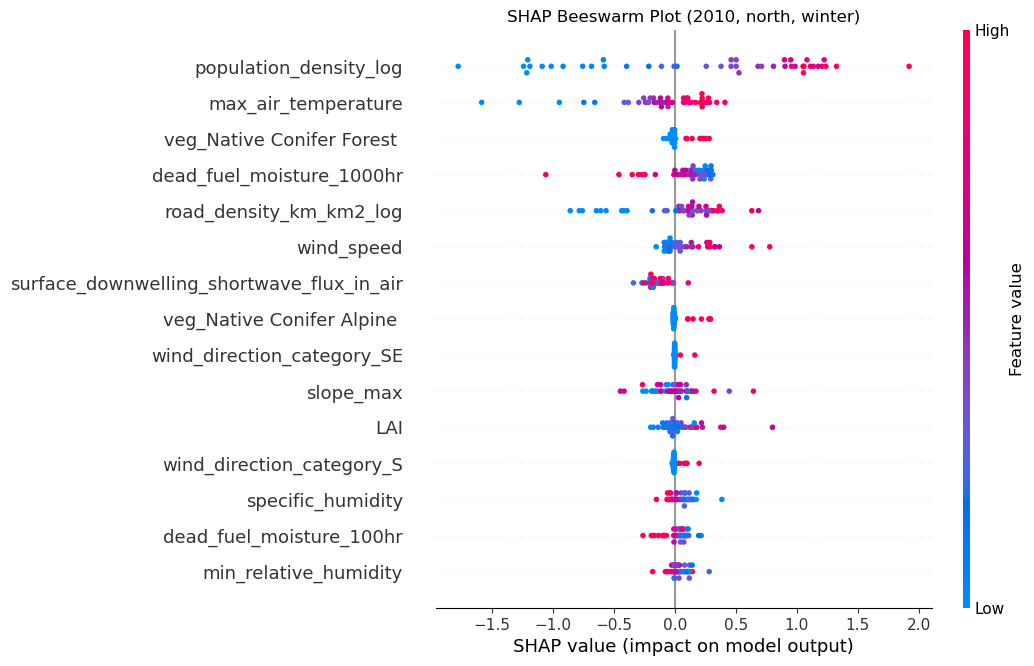 SHAP Beeswarm Plot (2010, north, winter)
High
population_density_log
max_air_temperature
veg_Native Conifer Forest
dead_fuel_moisture_1000hr
road_density_km_km2_log
wind_speed
surface_downwelling_shortwave_flux_in_air
veg_Native Conifer Alpine
wind_direction_category_SE
slope_max
LAI
wind_direction_category_S
specific_humidity
dead_fuel_moisture_100hr
min_relative_humidity
Feature value
Low
−1.5 −1.0 −0.5 0.0 0.5 1.0 1.5 2.0
SHAP value (impact on model output)